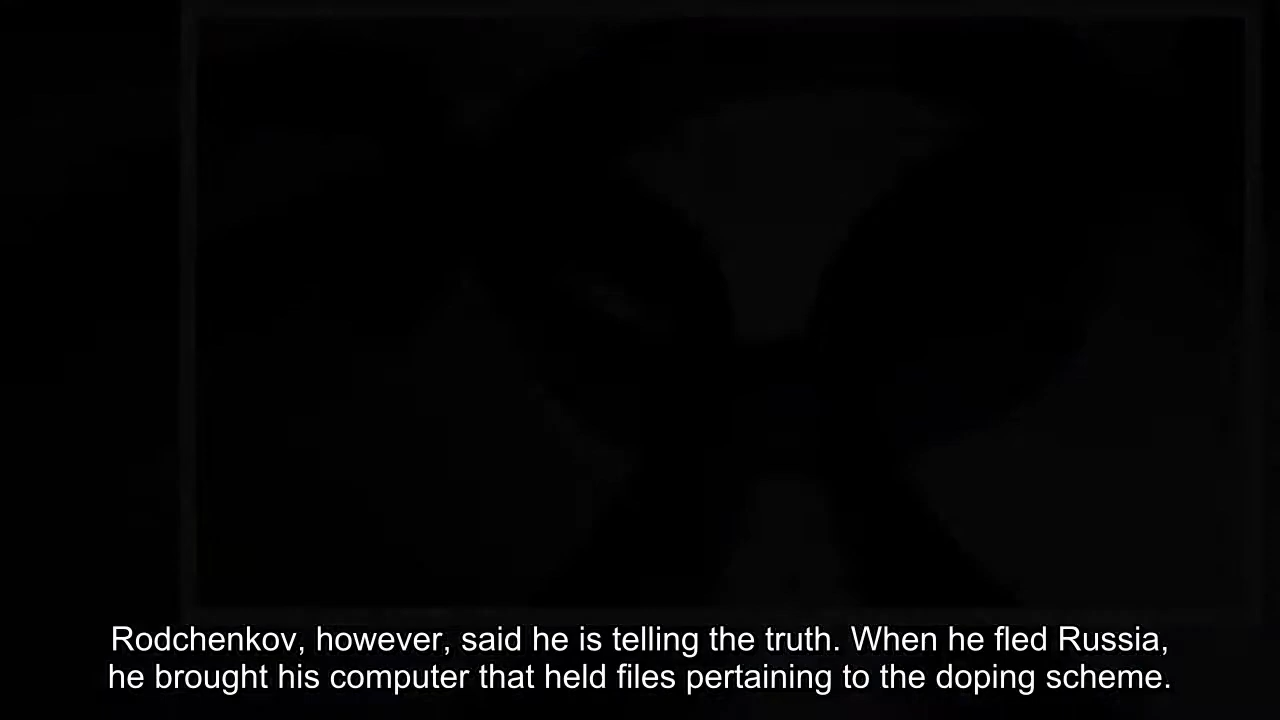 Rodchenkov, however, said he is telling the truth. When he fled Russia,
he brought his computer that held files pertaining to the doping scheme.